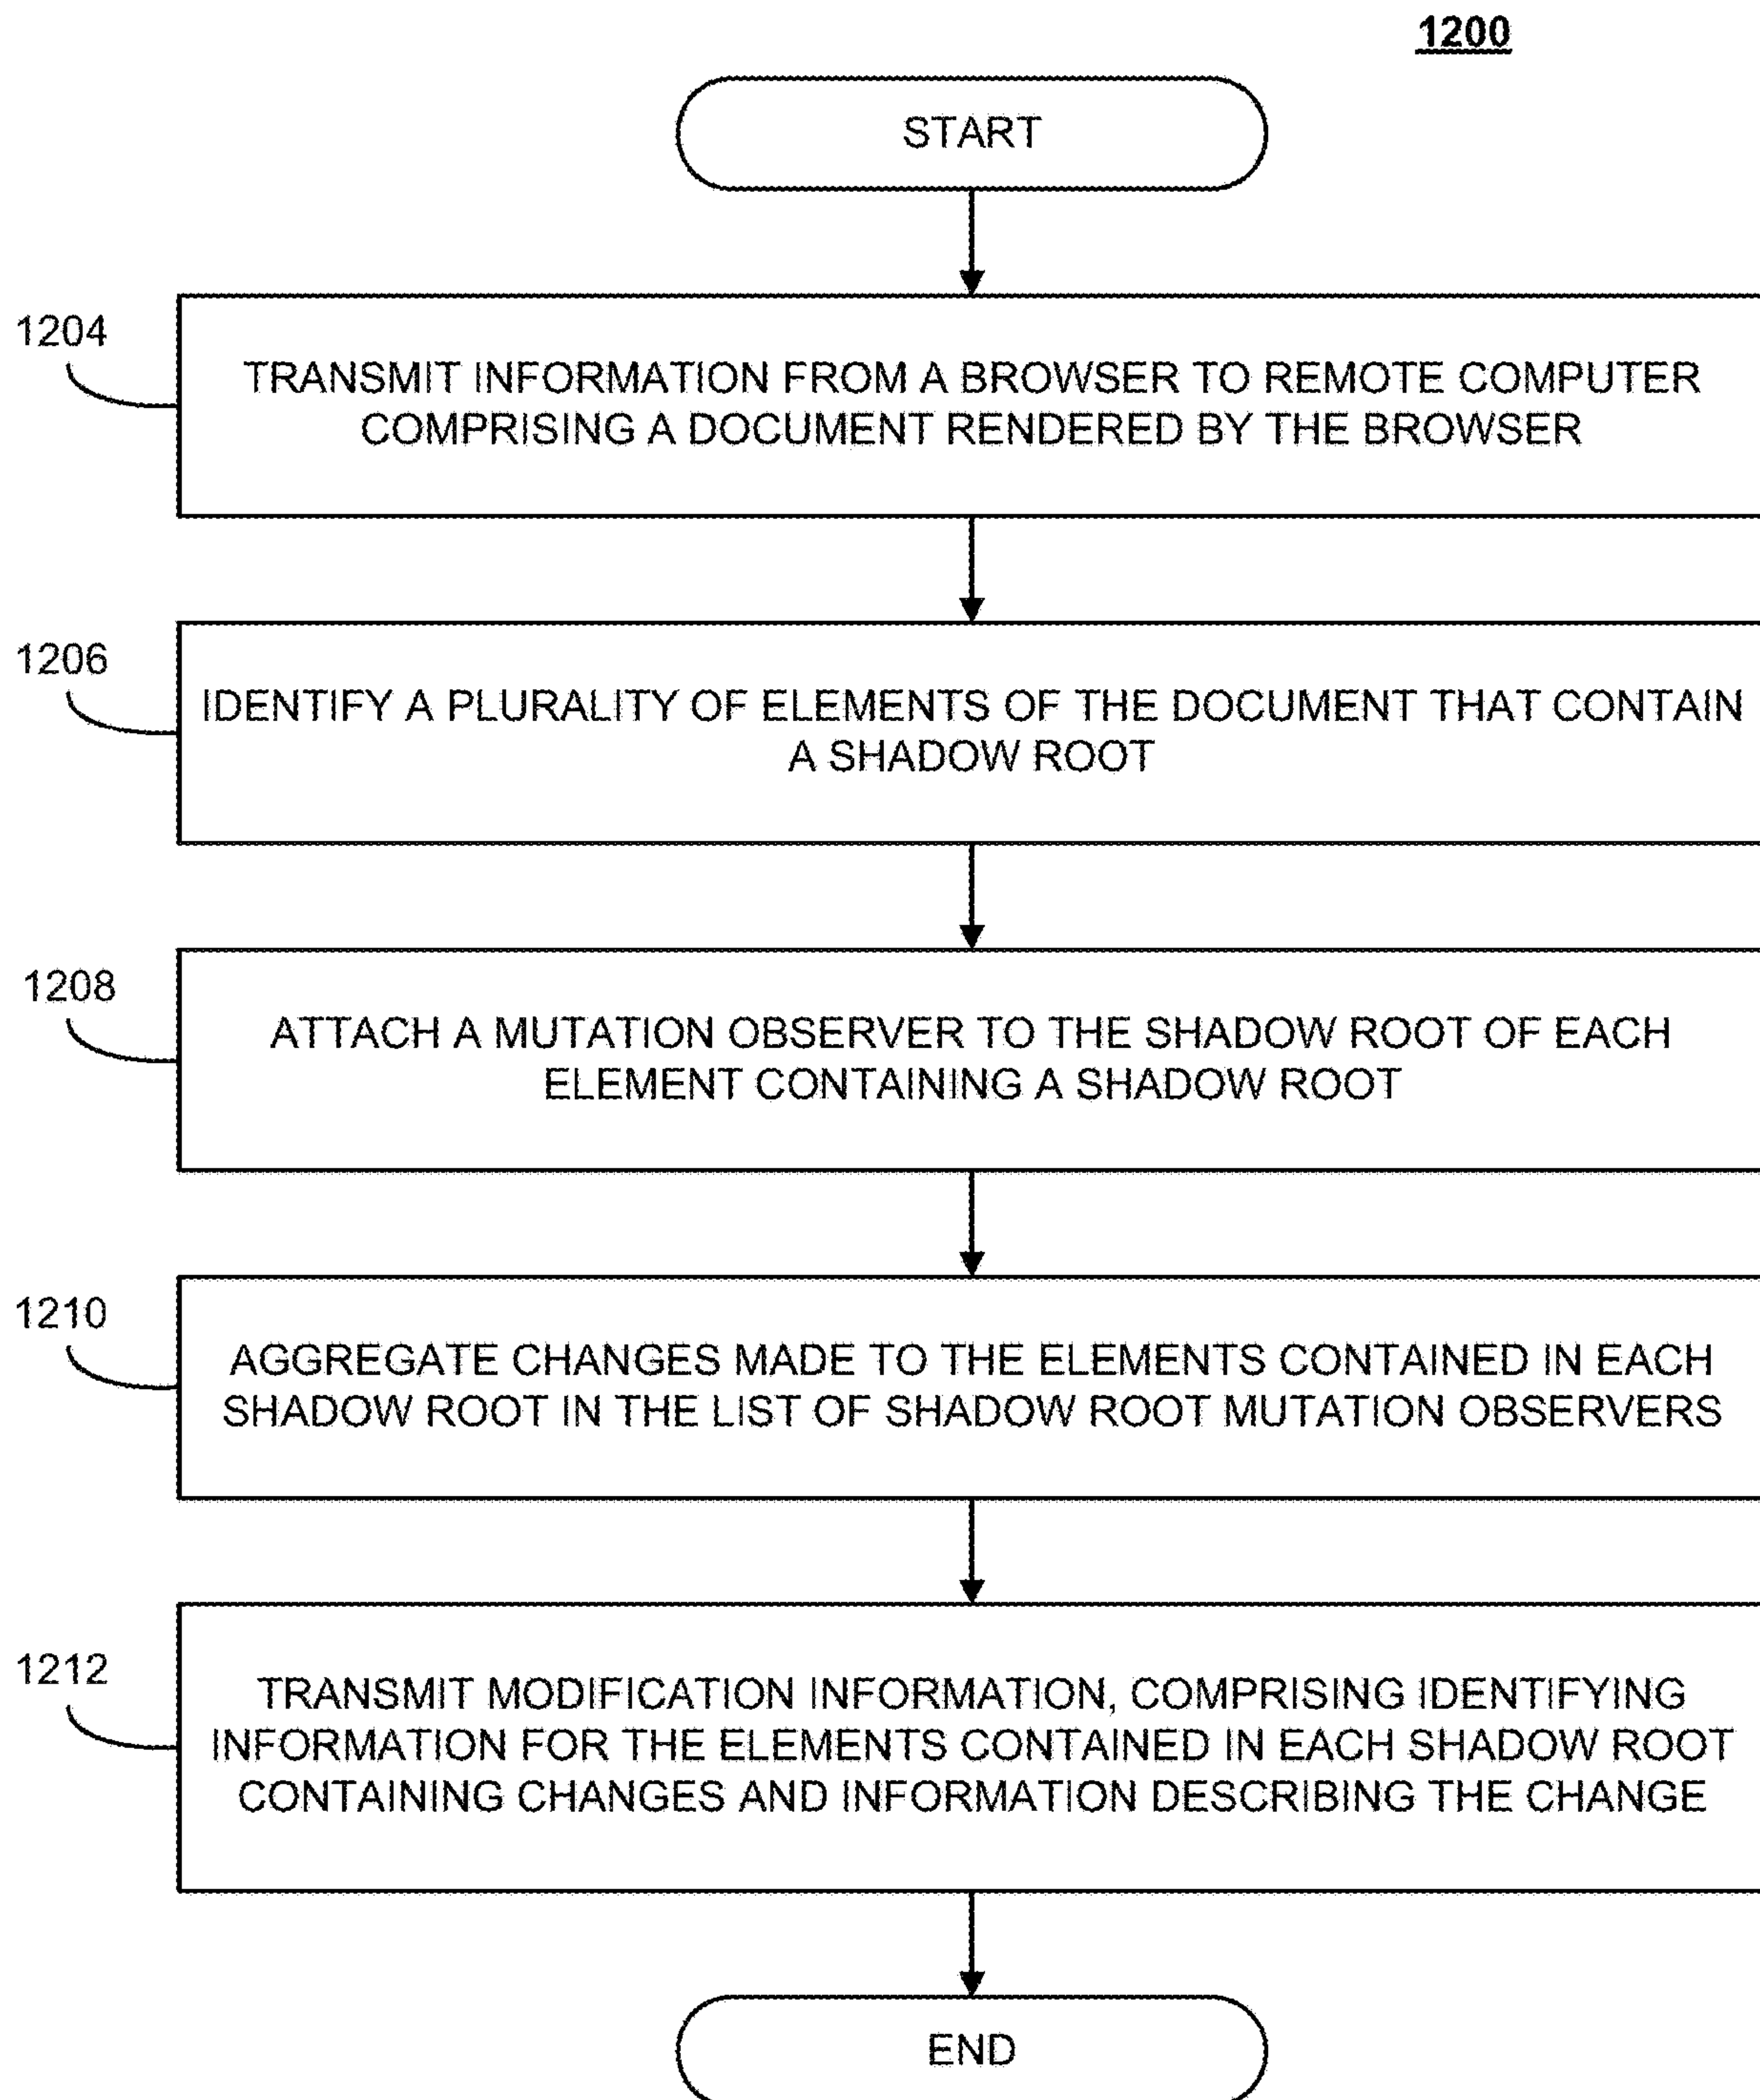 1200
START
1204
TRANSMIT INFORMATION FROM A BROWSER TO REMOTE COMPUTER
COMPRISING A DOCUMENT RENDERED BY THE BROWSER
1206
IDENTIFY A PLURALITY OF ELEMENTS OF THE DOCUMENT THAT CONTAIN
A SHADOW ROOT
1208
ATTACH A MUTATION OBSERVER TO THE SHADOW ROOT OF EACH
ELEMENT CONTAINING A SHADOW ROOT
1210
AGGREGATE CHANGES MADE TO THE ELEMENTS CONTAINED IN EACH
SHADOW ROOT IN THE LIST OF SHADOW ROOT MUTATION OBSERVERS
1212
TRANSMIT MODIFICATION INFORMATION, COMPRISING IDENTIFYING
INFORMATION FOR THE ELEMENTS CONTAINED IN EACH SHADOW ROOT
CONTAINING CHANGES AND INFORMATION DESCRIBING THE CHANGE
END